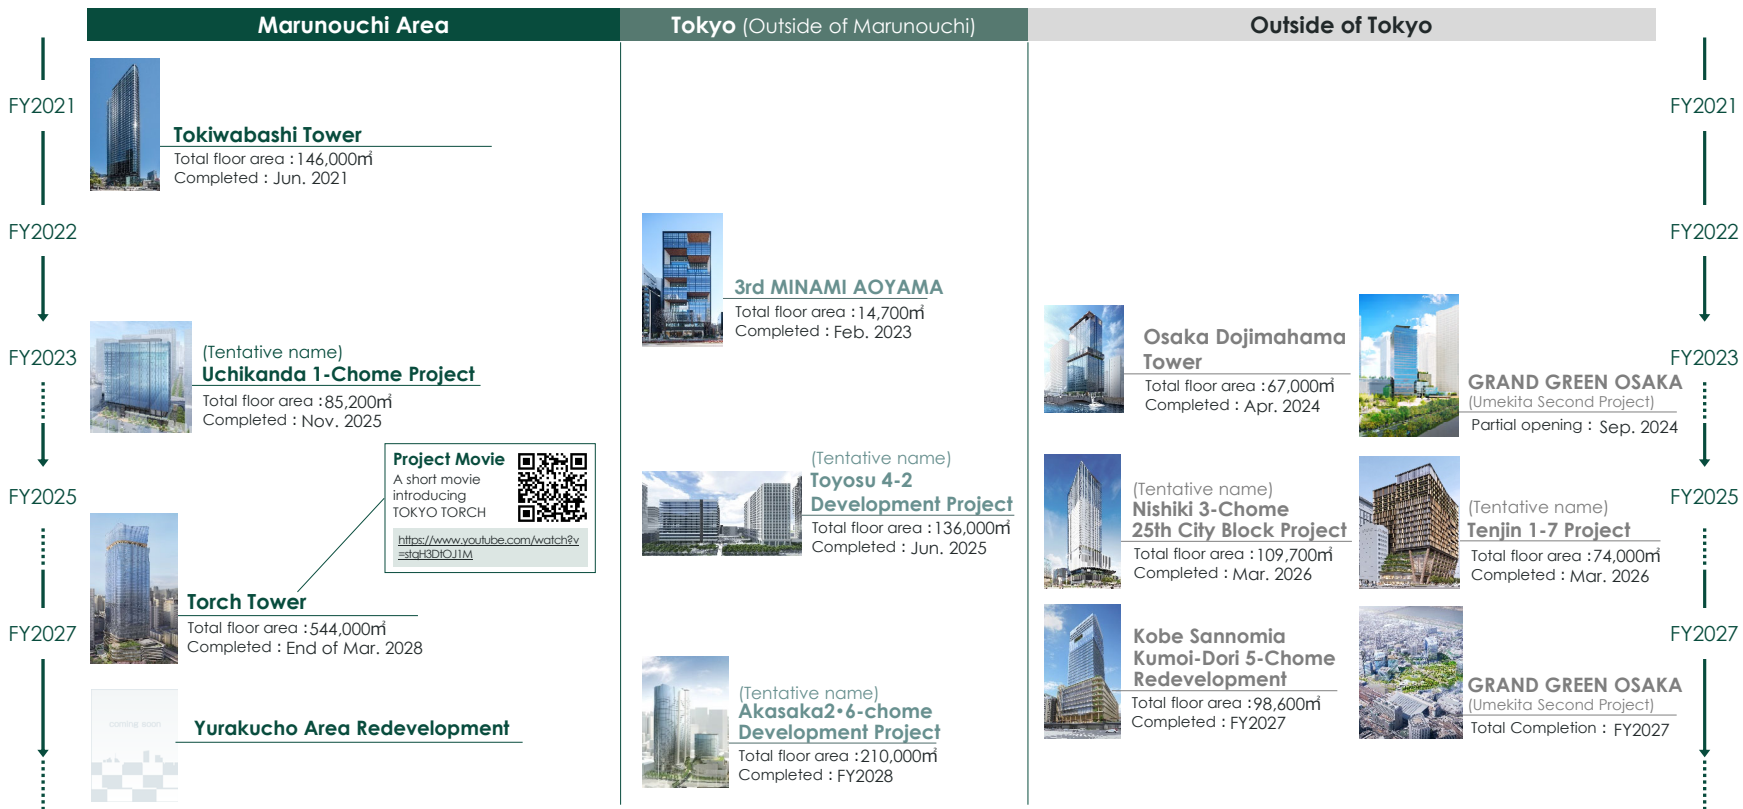 Marunouchi Area
Tokyo (Outside of Marunouchi)
Outside of Tokyo
FY2021
FY2022
FY2023
FY2025
FY2027
Tokiwabashi Tower
Total floor area : 146,000㎡
Completed : Jun. 2021
(Tentative name)
Uchikanda 1-Chome Project
Total floor area : 85,200㎡
Completed : Nov. 2025
Project Movie
A short movie
introducing
TOKYO TORCH
https://www.youtube.com/watch?v
=stqH3DtOJ1M
Torch Tower
Total floor area : 544,000㎡
Completed : End of Mar. 2028
coming soon
Yurakucho Area Redevelopment
3rd MINAMI AOYAMA
Total floor area : 14,700㎡
Completed : Feb. 2023
(Tentative name)
Toyosu 4-2
Development Project
Total floor area : 136,000㎡
Completed : Jun. 2025
(Tentative name)
Akasaka2・6-chome
Development Project
Total floor area : 210,000㎡
Completed : FY2028
Osaka Dojimahama
Tower
Total floor area : 67,000㎡
Completed : Apr. 2024
GRAND GREEN OSAKA
(Umekita Second Project)
Partial opening : Sep. 2024
(Tentative name)
Nishiki 3-Chome
25th City Block Project
Total floor area : 109,700㎡
Completed : Mar. 2026
(Tentative name)
Tenjin 1-7 Project
Total floor area : 74,000㎡
Completed : Mar. 2026
Kobe Sannomia
Kumoi-Dori 5-Chome
Redevelopment
Total floor area : 98,600㎡
Completed : FY2027
GRAND GREEN OSAKA
(Umekita Second Project)
Total Completion : FY2027
FY2021
FY2022
FY2023
FY2025
FY2027